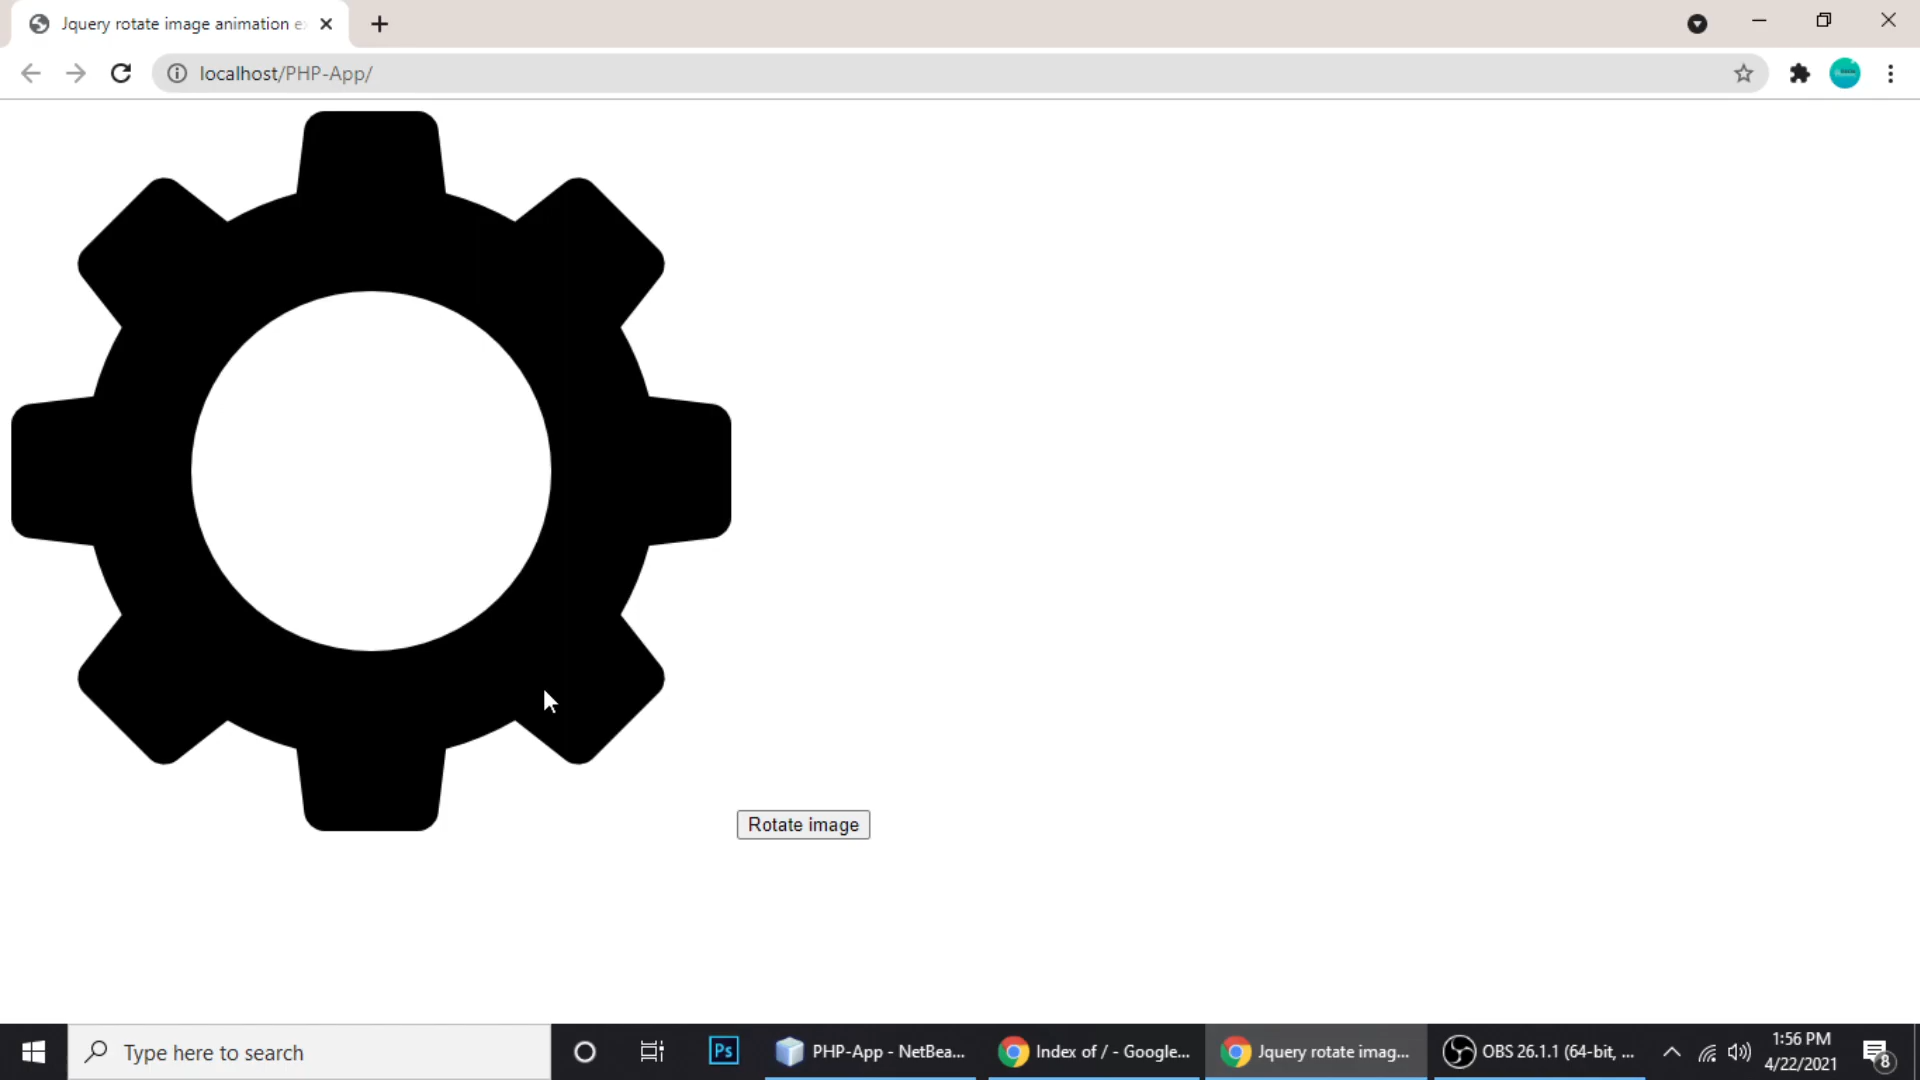 Jquery rotate image animation e
localhost/PHP-App/
Rotate image
Type here to search
Ps
PHP-App - NetBea...
Index of / - Google...
Jquery rotate imag...
OBS 26.1.1 (64-bit, ...
1:56 PM
4/22/2021
8